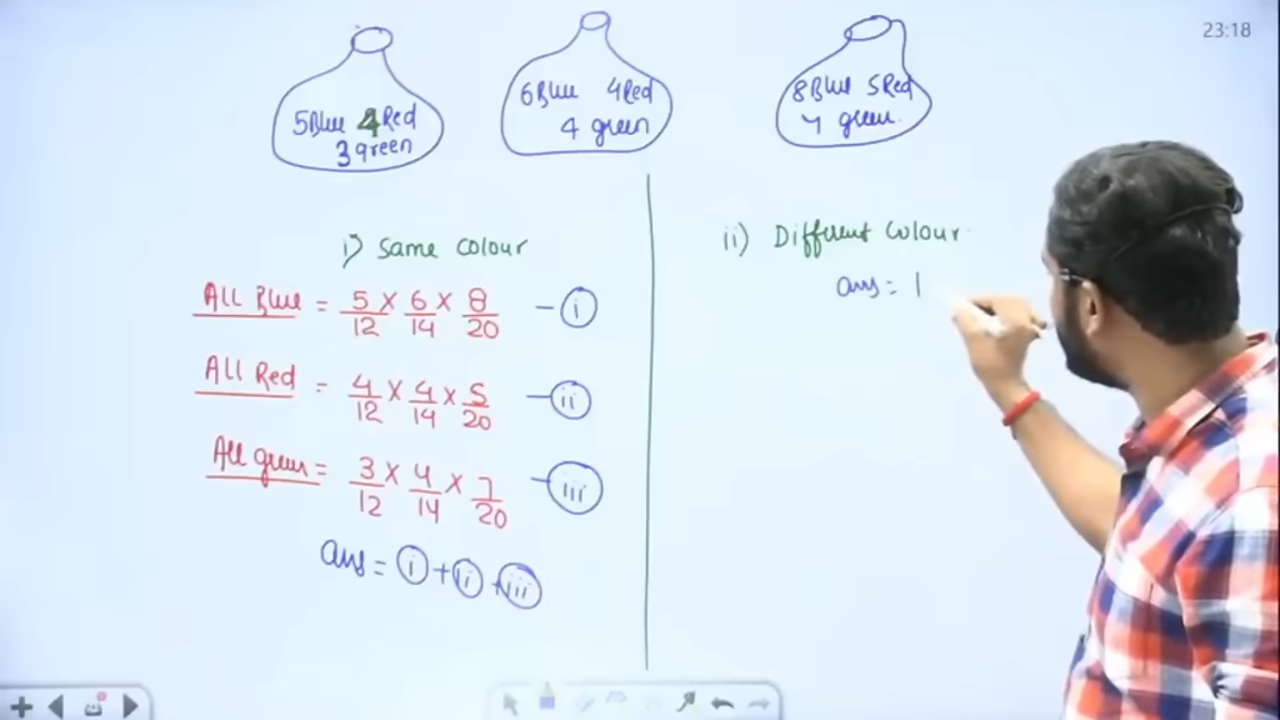 23:18
5Blue 4Red
3green
6Blue 4Red
4 green
8Blue 5Red
7 green
i) Same Colour
All Blue = 5/12 × 6/14 × 8/20 - i
All Red = 4/12 × 4/14 × 5/20 - ii
All green = 3/12 × 4/14 × 7/20 - iii
ans = i + ii + iii
ii) Different Colour
ans = 1